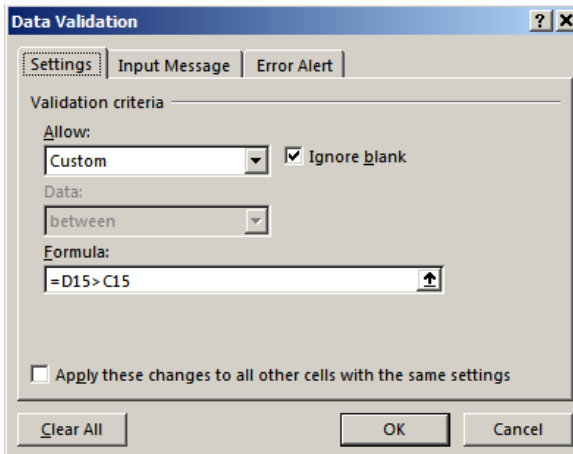 Data Validation
Settings Input Message Error Alert
Validation criteria
Allow:
Custom Ignore blank
Data:
between
Formula:
=D15>C15
Apply these changes to all other cells with the same settings
Clear All OK Cancel